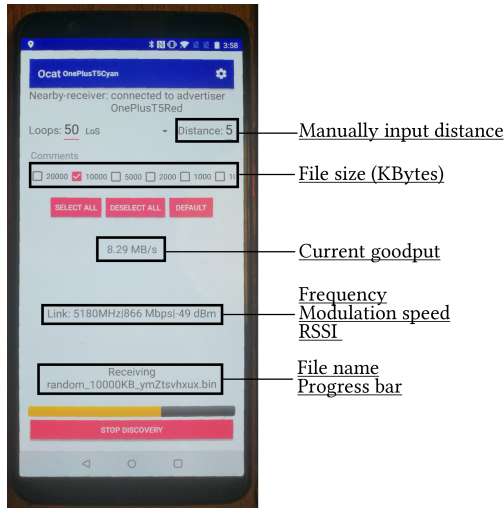 3:58
Ocat OnePlusT5Cyan
Nearby-receiver: connected to advertiser
OnePlusT5Red
Loops: 50 LoS Distance: 5
Manually input distance
Comments
20000 10000 5000 2000 1000
File size (KBytes)
SELECT ALL DESELECT ALL DEFAULT
8.29 MB/s
Current goodput
Link: 5180MHz|866 Mbps|-49 dBm
Frequency
Modulation speed
RSSI
Receiving
random_10000KB_ymZtsvhxux.bin
File name
Progress bar
STOP DISCOVERY